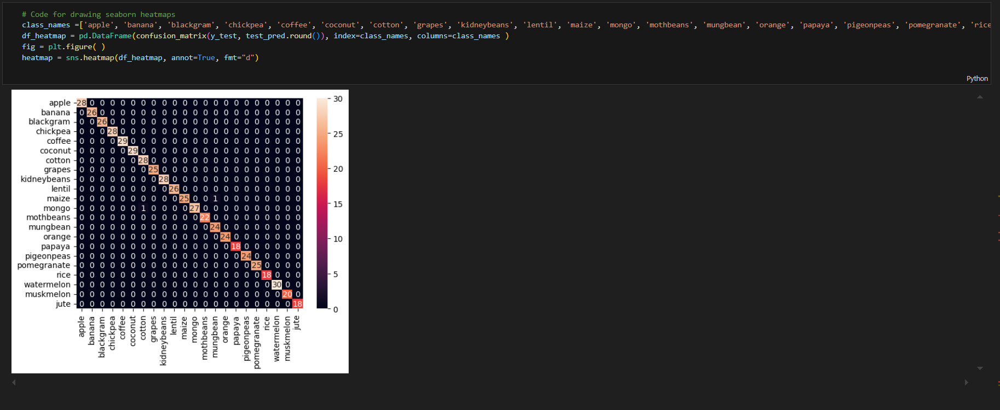 # Code for drawing seaborn heatmaps
class_names =['apple', 'banana', 'blackgram', 'chickpea', 'coffee', 'coconut', 'cotton', 'grapes', 'kidneybeans', 'lentil', 'maize', 'mongo', 'mothbeans', 'mungbean', 'orange', 'papaya', 'pigeonpeas', 'pomegranate', 'rice
df_heatmap = pd.DataFrame(confusion_matrix(y_test, test_pred.round()), index=class_names, columns=class_names )
fig = plt.figure( )
heatmap = sns.heatmap(df_heatmap, annot=True, fmt="d")
Python
apple 28 0 0 0 0 0 0 0 0 0 0 0 0 0 0 0 0 0 0 0 0 0
banana 0 26 0 0 0 0 0 0 0 0 0 0 0 0 0 0 0 0 0 0 0 0
blackgram 0 0 26 0 0 0 0 0 0 0 0 0 0 0 0 0 0 0 0 0 0 0
chickpea 0 0 0 28 0 0 0 0 0 0 0 0 0 0 0 0 0 0 0 0 0 0
coffee 0 0 0 0 29 0 0 0 0 0 0 0 0 0 0 0 0 0 0 0 0 0
coconut 0 0 0 0 0 29 0 0 0 0 0 0 0 0 0 0 0 0 0 0 0 0
cotton 0 0 0 0 0 0 28 0 0 0 0 0 0 0 0 0 0 0 0 0 0 0
grapes 0 0 0 0 0 0 0 25 0 0 0 0 0 0 0 0 0 0 0 0 0 0
kidneybeans 0 0 0 0 0 0 0 0 28 0 0 0 0 0 0 0 0 0 0 0 0 0
lentil 0 0 0 0 0 0 0 0 0 26 0 0 0 0 0 0 0 0 0 0 0 0
maize 0 0 0 0 0 0 0 0 0 0 25 0 0 1 0 0 0 0 0 0 0 0
mongo 0 0 0 0 0 0 1 0 0 0 0 27 0 0 0 0 0 0 0 0 0 0
mothbeans 0 0 0 0 0 0 0 0 0 0 0 0 22 0 0 0 0 0 0 0 0 0
mungbean 0 0 0 0 0 0 0 0 0 0 0 0 0 24 0 0 0 0 0 0 0 0
orange 0 0 0 0 0 0 0 0 0 0 0 0 0 0 24 0 0 0 0 0 0 0
papaya 0 0 0 0 0 0 0 0 0 0 0 0 0 0 0 18 0 0 0 0 0 0
pigeonpeas 0 0 0 0 0 0 0 0 0 0 0 0 0 0 0 0 24 0 0 0 0 0
pomegranate 0 0 0 0 0 0 0 0 0 0 0 0 0 0 0 0 0 25 0 0 0 0
rice 0 0 0 0 0 0 0 0 0 0 0 0 0 0 0 0 0 0 18 0 0 0
watermelon 0 0 0 0 0 0 0 0 0 0 0 0 0 0 0 0 0 0 0 30 0 0
muskmelon 0 0 0 0 0 0 0 0 0 0 0 0 0 0 0 0 0 0 0 0 20 0
jute 0 0 0 0 0 0 0 0 0 0 0 0 0 0 0 0 0 0 0 0 0 18
apple banana blackgram chickpea coffee coconut cotton grapes kidneybeans lentil maize mongo mothbeans mungbean orange papaya pigeonpeas pomegranate rice watermelon muskmelon jute
30
25
20
15
10
5
0